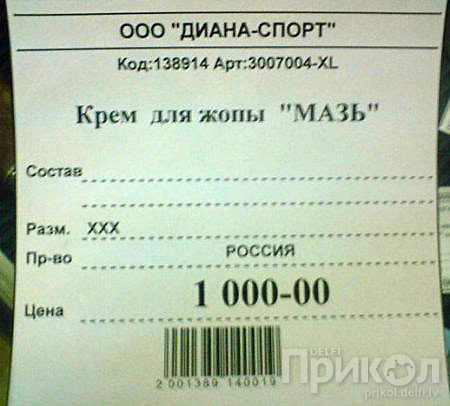 ООО "ДИАНА-СПОРТ"
Код:138914 Арт:3007004-XL
Крем для жопы "МАЗЬ"
Состав
Разм. XXX
Пр-во РОССИЯ
Цена 1 000-00
2 001389 140019
DELFI
Прикол
prikol.delfi.lv